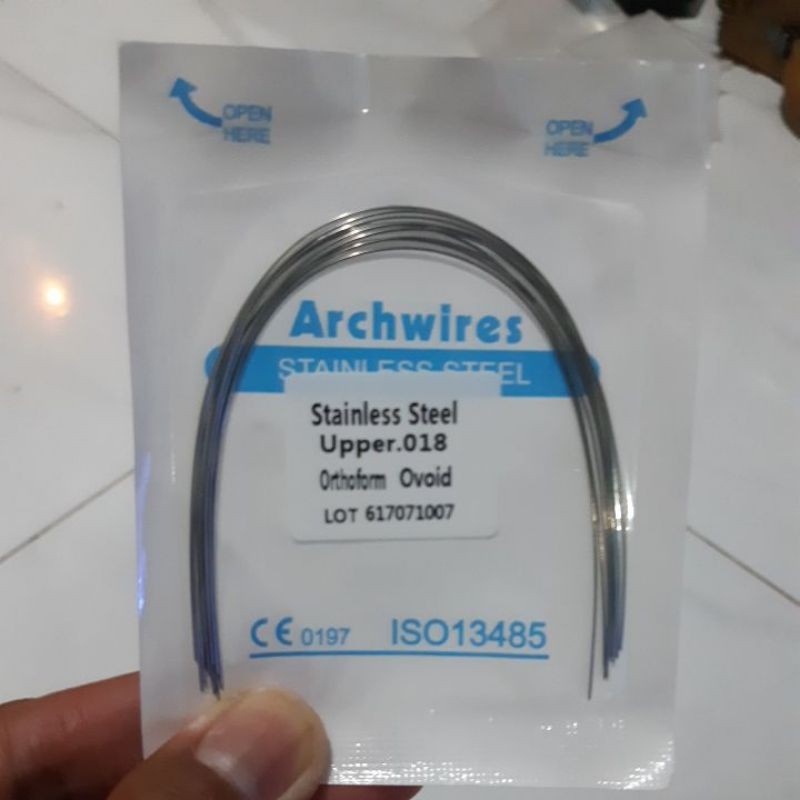 OPEN
HERE
OPEN
HERE
Archwires
STAINLESS STEEL
Stainless Steel
Upper.018
Orthoform Ovoid
LOT 617071007
CE 0197 ISO13485